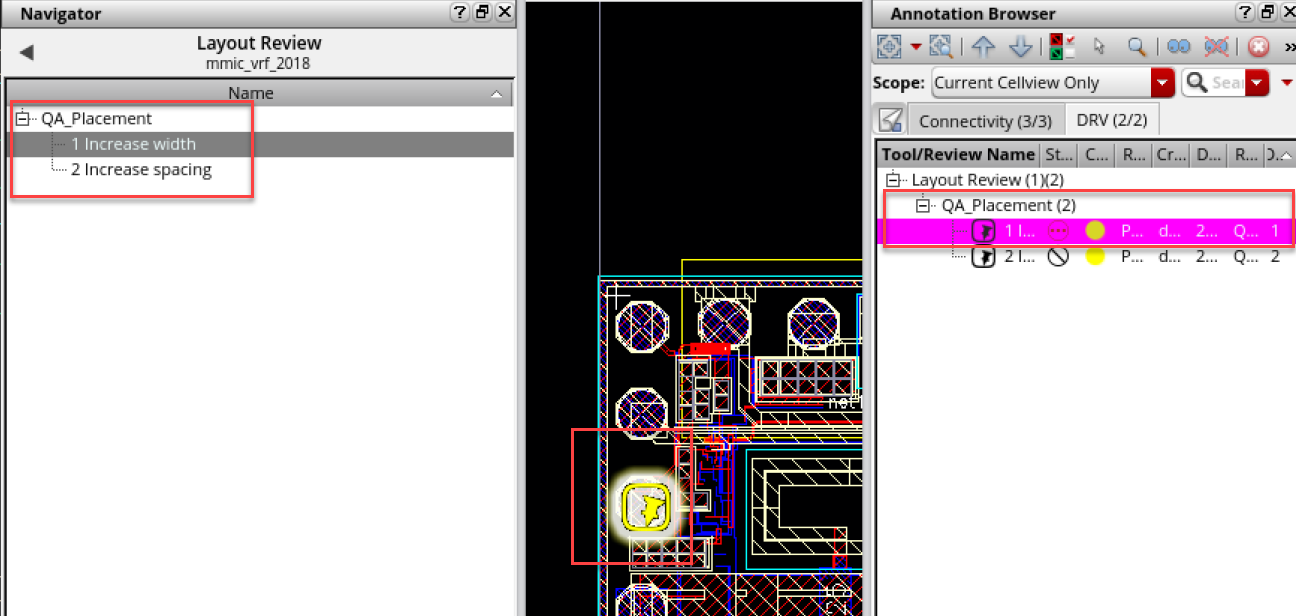 Navigator
Layout Review
mmic_vrf_2018
Name
QA_Placement
1 Increase width
2 Increase spacing
Annotation Browser
Scope: Current Cellview Only Sear
Connectivity (3/3) DRV (2/2)
Tool/Review Name St... C... R... Cr... D... R... D...
Layout Review (1)(2)
QA_Placement (2)
1 I... P... d... 2... Q... 1
2 I... P... d... 2... Q... 2